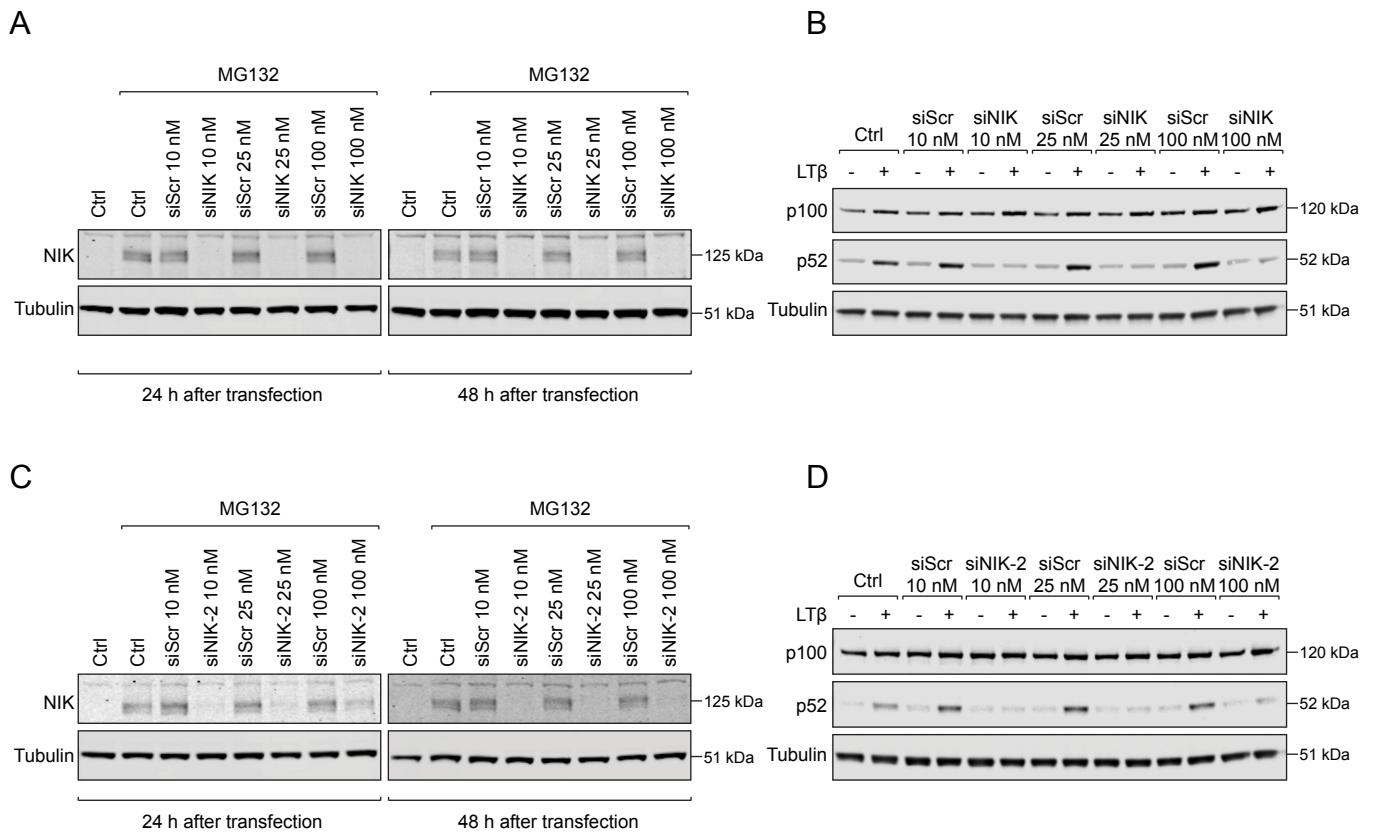 A
MG132
MG132
Ctrl
Ctrl
siScr 10 nM
siNIK 10 nM
siScr 25 nM
siNIK 25 nM
siScr 100 nM
siNIK 100 nM
Ctrl
Ctrl
siScr 10 nM
siNIK 10 nM
siScr 25 nM
siNIK 25 nM
siScr 100 nM
siNIK 100 nM
NIK
125 kDa
Tubulin
51 kDa
24 h after transfection
48 h after transfection
B
Ctrl
siScr 10 nM
siNIK 10 nM
siScr 25 nM
siNIK 25 nM
siScr 100 nM
siNIK 100 nM
LTβ - + - + - + - + - + - + - +
p100
120 kDa
p52
52 kDa
Tubulin
51 kDa
C
MG132
MG132
Ctrl
Ctrl
siScr 10 nM
siNIK-2 10 nM
siScr 25 nM
siNIK-2 25 nM
siScr 100 nM
siNIK-2 100 nM
Ctrl
Ctrl
siScr 10 nM
siNIK-2 10 nM
siScr 25 nM
siNIK-2 25 nM
siScr 100 nM
siNIK-2 100 nM
NIK
125 kDa
Tubulin
51 kDa
24 h after transfection
48 h after transfection
D
Ctrl
siScr 10 nM
siNIK-2 10 nM
siScr 25 nM
siNIK-2 25 nM
siScr 100 nM
siNIK-2 100 nM
LTβ - + - + - + - + - + - + - +
p100
120 kDa
p52
52 kDa
Tubulin
51 kDa